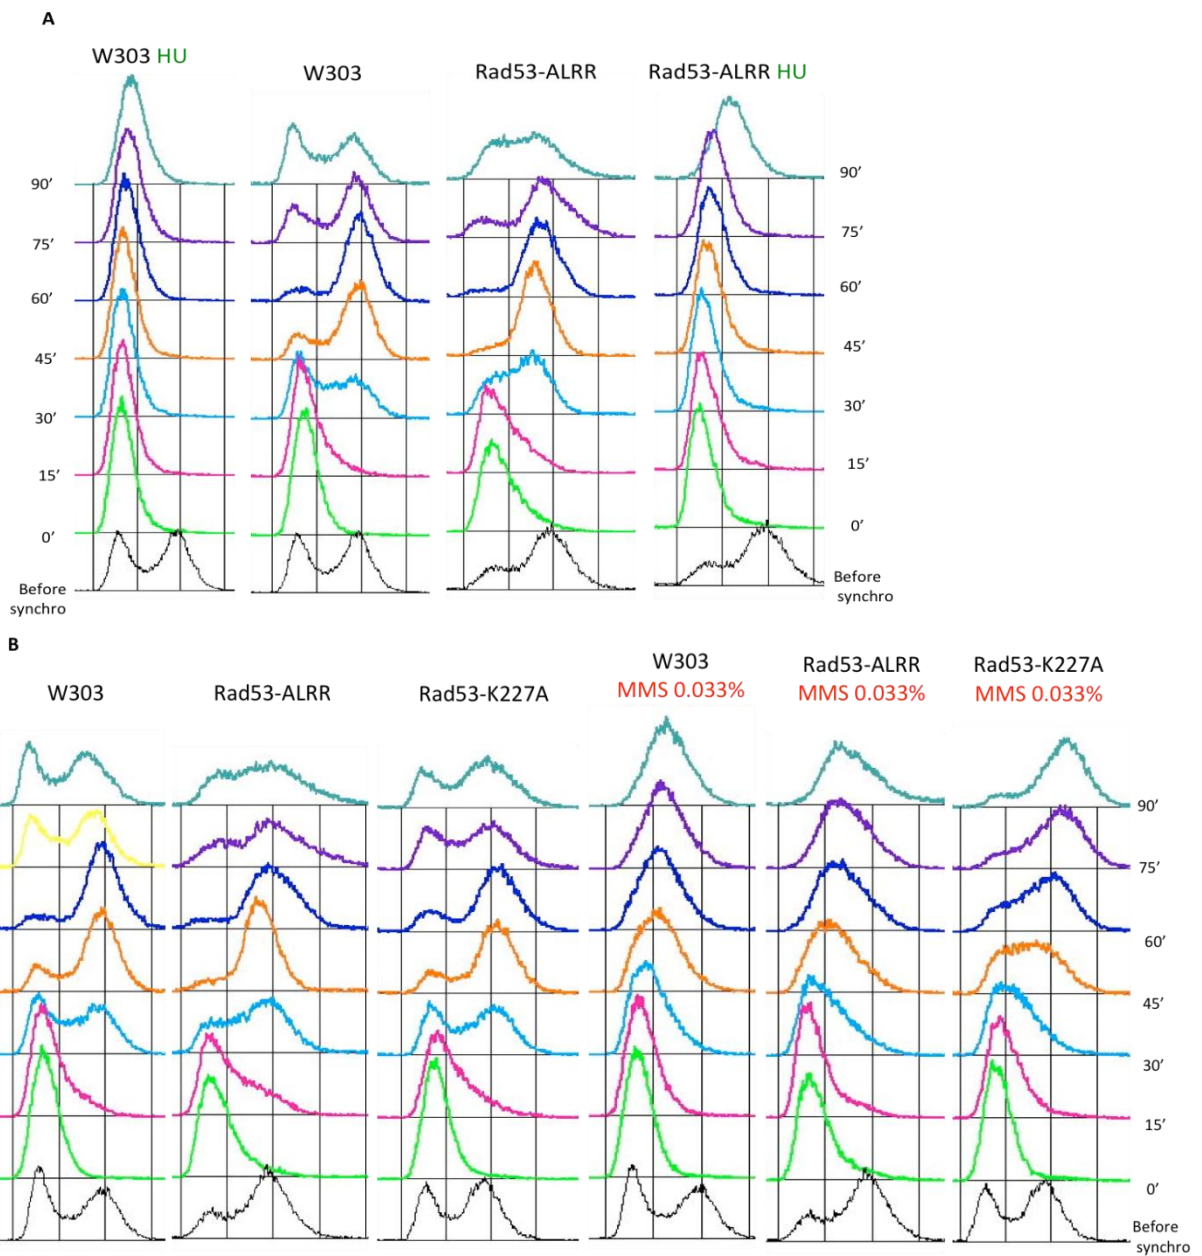 A
W303 HU
W303
Rad53-ALRR
Rad53-ALRR HU
90’
75’
60’
45’
30’
15’
0’
Before
synchro
90’
75’
60’
45’
30’
15’
0’
Before
synchro
B
W303
Rad53-ALRR
Rad53-K227A
W303
MMS 0.033%
Rad53-ALRR
MMS 0.033%
Rad53-K227A
MMS 0.033%
90’
75’
60’
45’
30’
15’
0’
Before
synchro